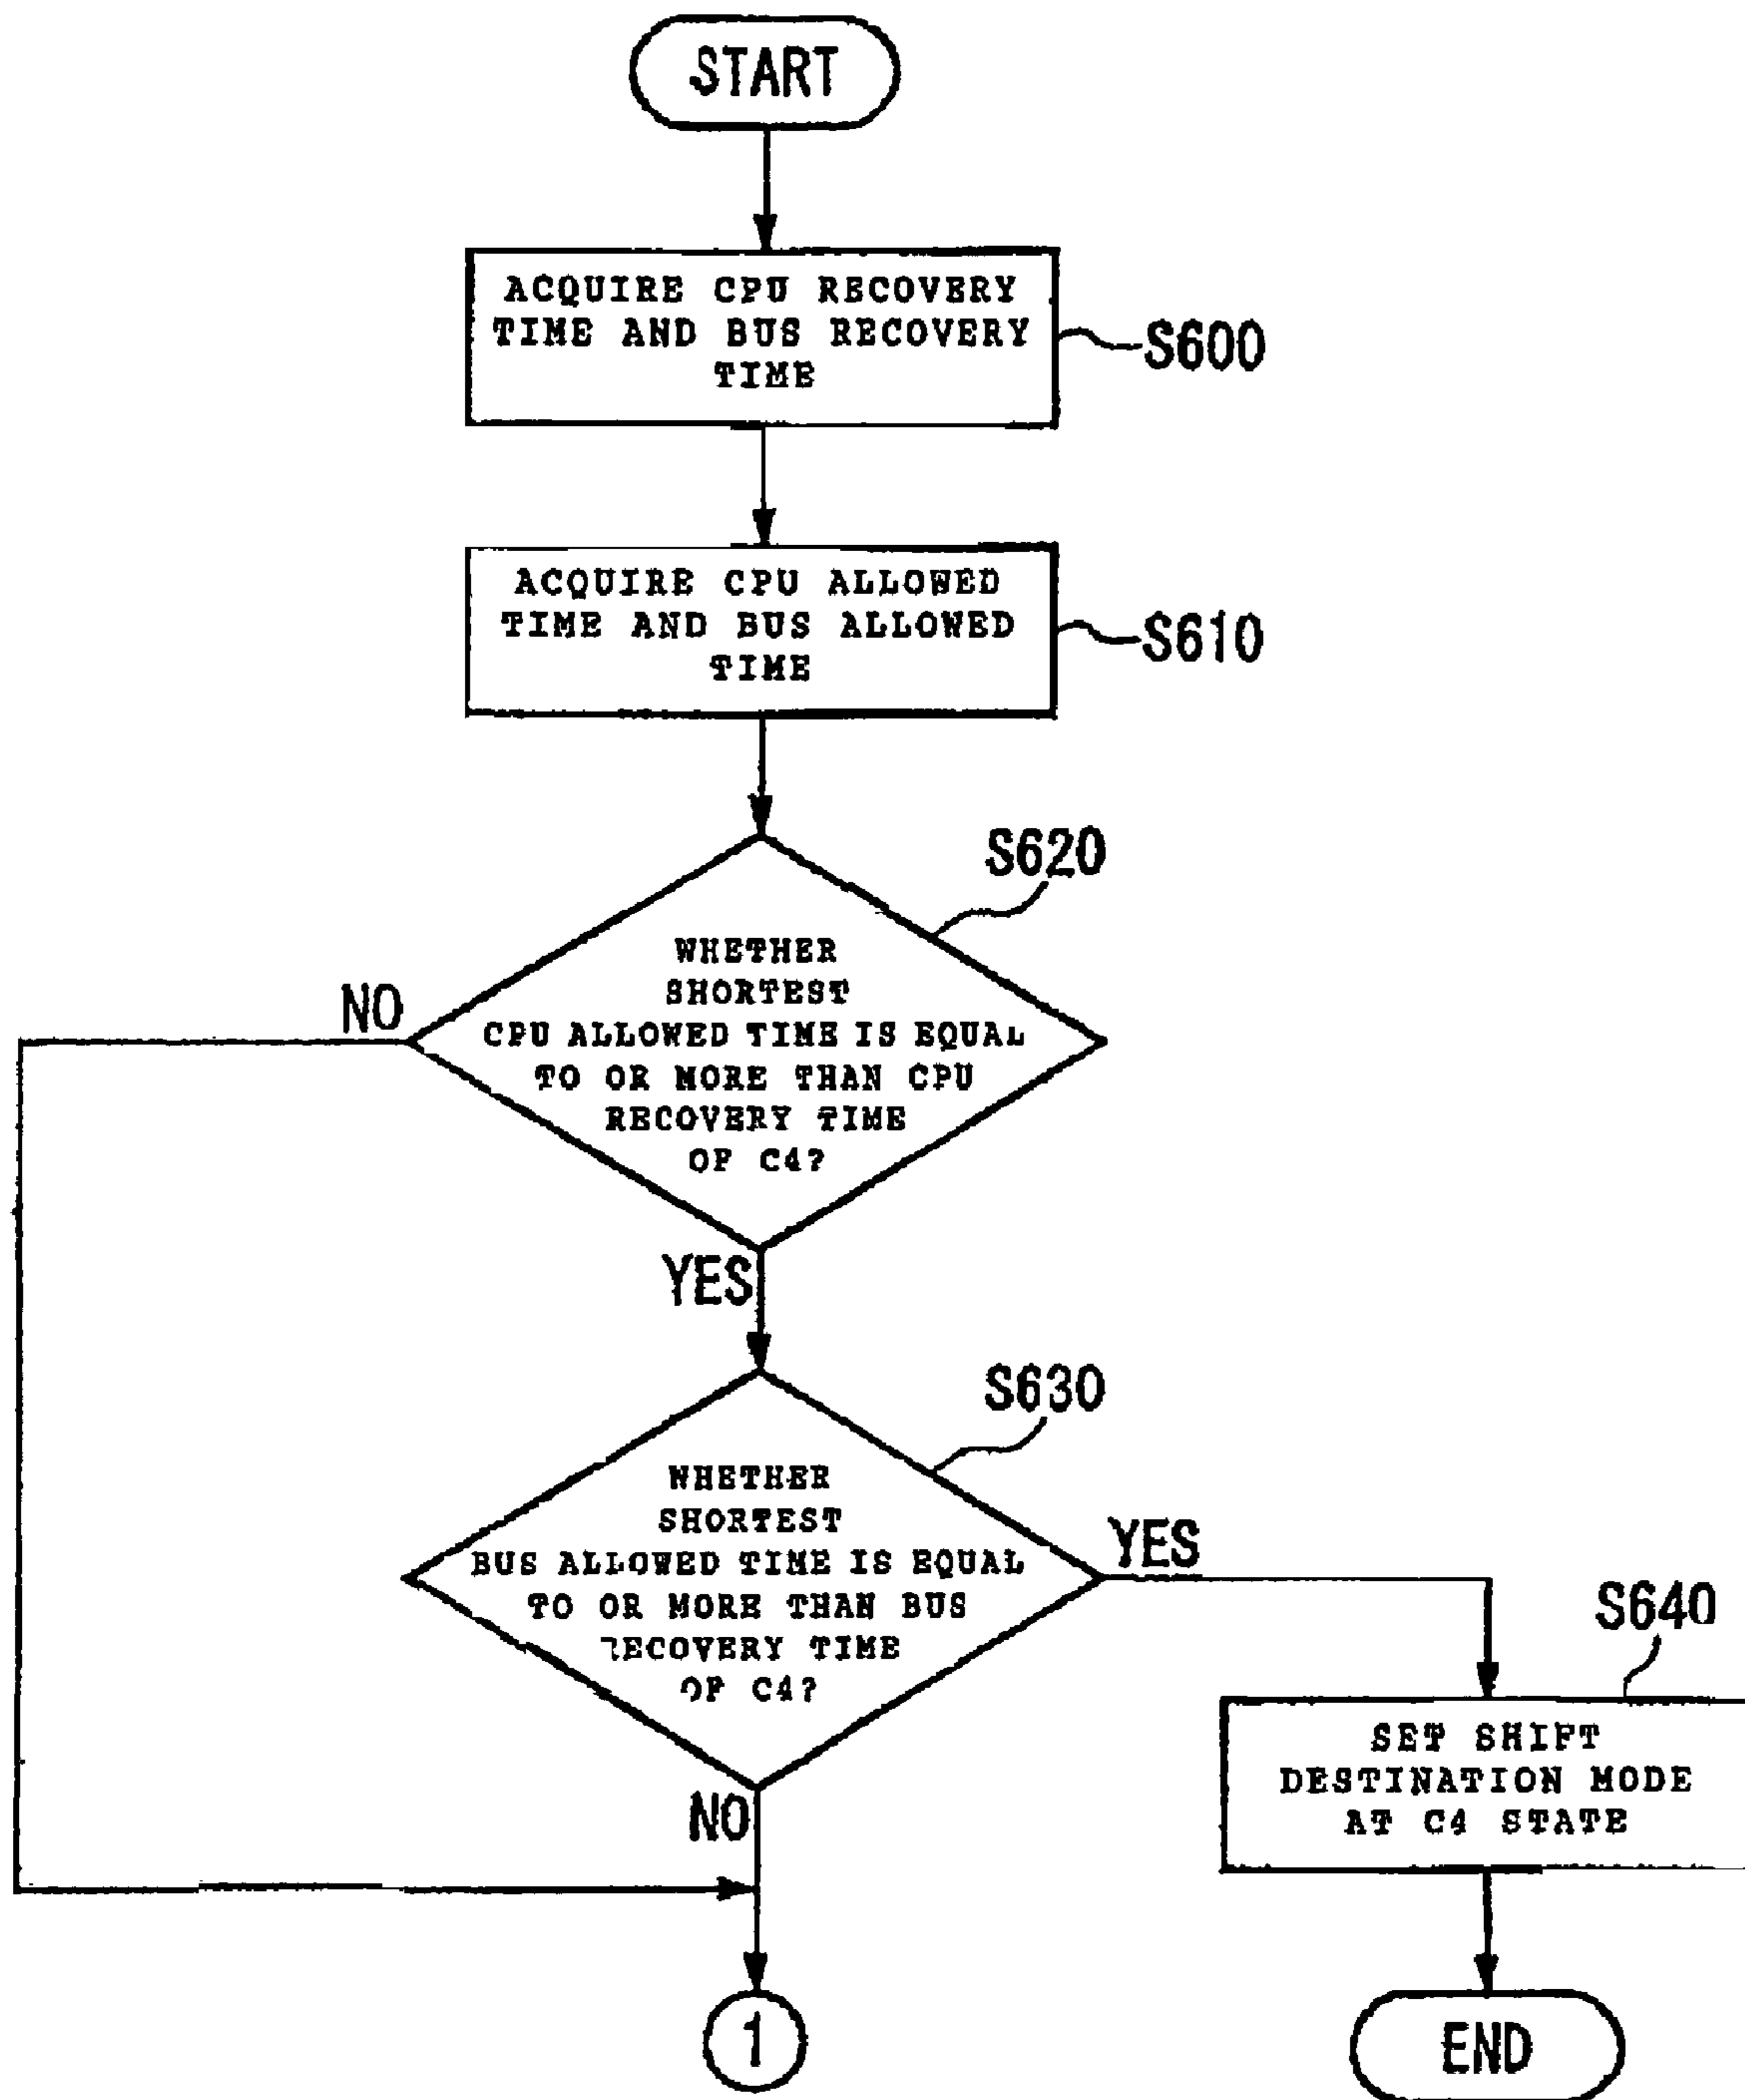 START
ACQUIRE CPU RECOVERY
TIME AND BUS RECOVERY
TIME
S600
ACQUIRE CPU ALLOWED
TIME AND BUS ALLOWED
TIME
S610
S620
WHETHER
SHORTEST
CPU ALLOWED TIME IS EQUAL
TO OR MORE THAN CPU
RECOVERY TIME
OF C4?
NO
YES
S630
WHETHER
SHORTEST
BUS ALLOWED TIME IS EQUAL
TO OR MORE THAN BUS
RECOVERY TIME
OF C4?
YES
NO
S640
SET SHIFT
DESTINATION MODE
AT C4 STATE
1
END